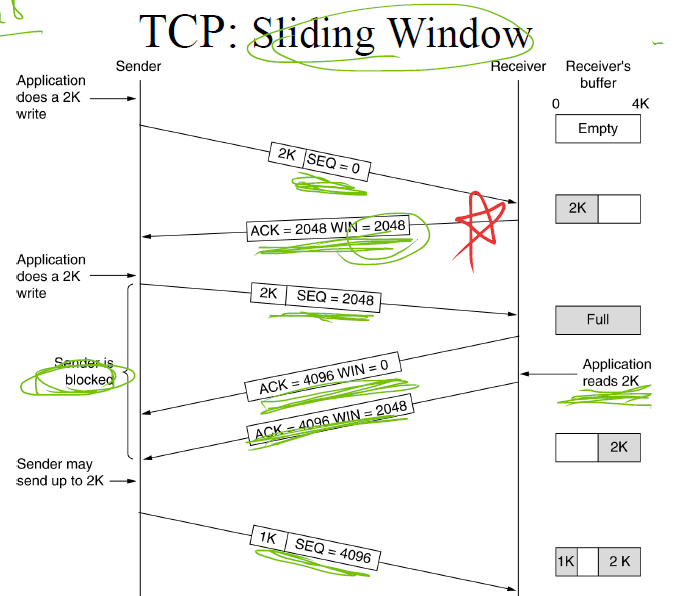 TCP: Sliding Window
Sender
Receiver
Receiver's
buffer
Application
does a 2K
write
0 4K
Empty
2K SEQ = 0
2K
ACK = 2048 WIN = 2048
Application
does a 2K
write
2K SEQ = 2048
Full
Sender is
blocked
ACK = 4096 WIN = 0
Application
reads 2K
ACK = 4096 WIN = 2048
2K
Sender may
send up to 2K
1K SEQ = 4096
1K 2 K